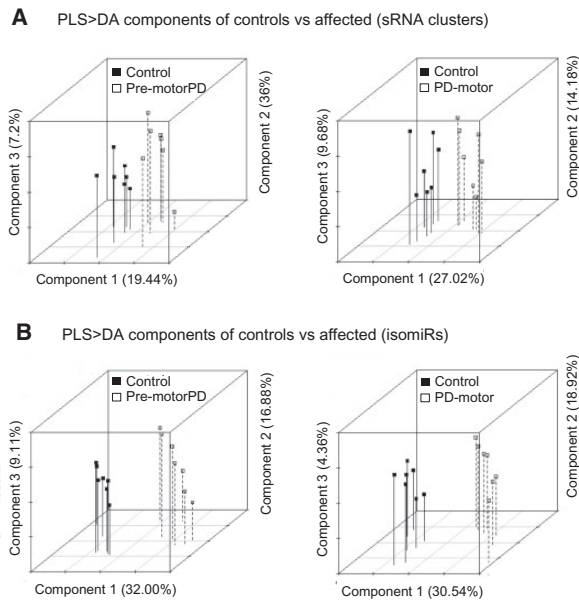 A PLS>DA components of controls vs affected (sRNA clusters)
Control
Pre-motorPD
Component 3 (7.2%)
Component 2 (36%)
Component 1 (19.44%)
Control
PD-motor
Component 3 (9.68%)
Component 2 (14.18%)
Component 1 (27.02%)
B PLS>DA components of controls vs affected (isomiRs)
Control
Pre-motorPD
Component 3 (9.11%)
Component 2 (16.88%)
Component 1 (32.00%)
Control
PD-motor
Component 3 (4.36%)
Component 2 (18.92%)
Component 1 (30.54%)